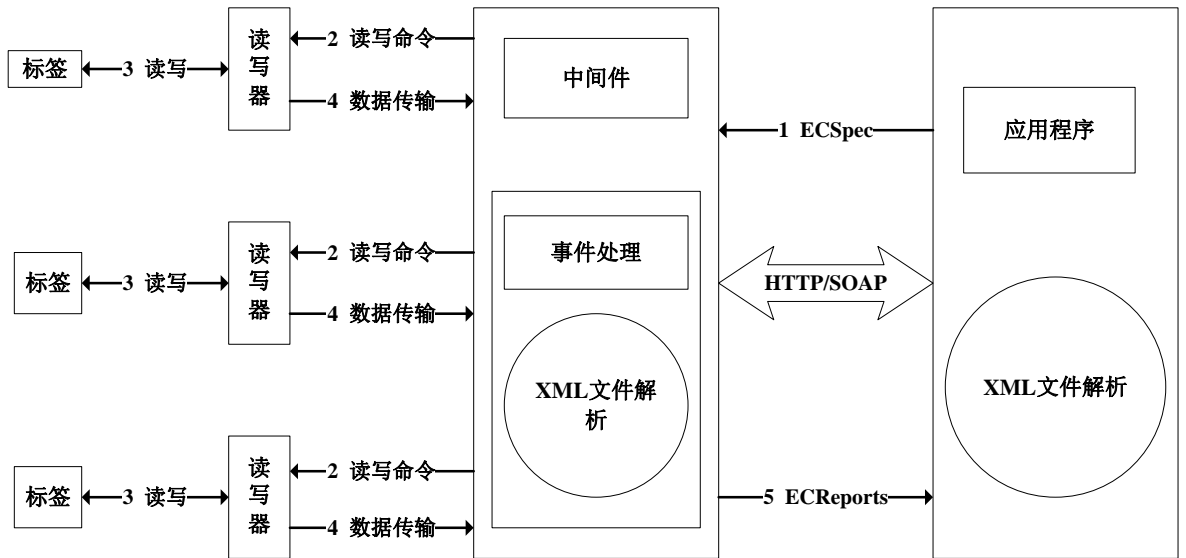 读
写
器
2 读写命令
标签
3 读写
4 数据传输
中间件
1 ECSpec
应用程序
读
写
器
2 读写命令
标签
3 读写
4 数据传输
事件处理
HTTP/SOAP
XML文件解
析
XML文件解析
读
写
器
2 读写命令
标签
3 读写
4 数据传输
5 ECReports